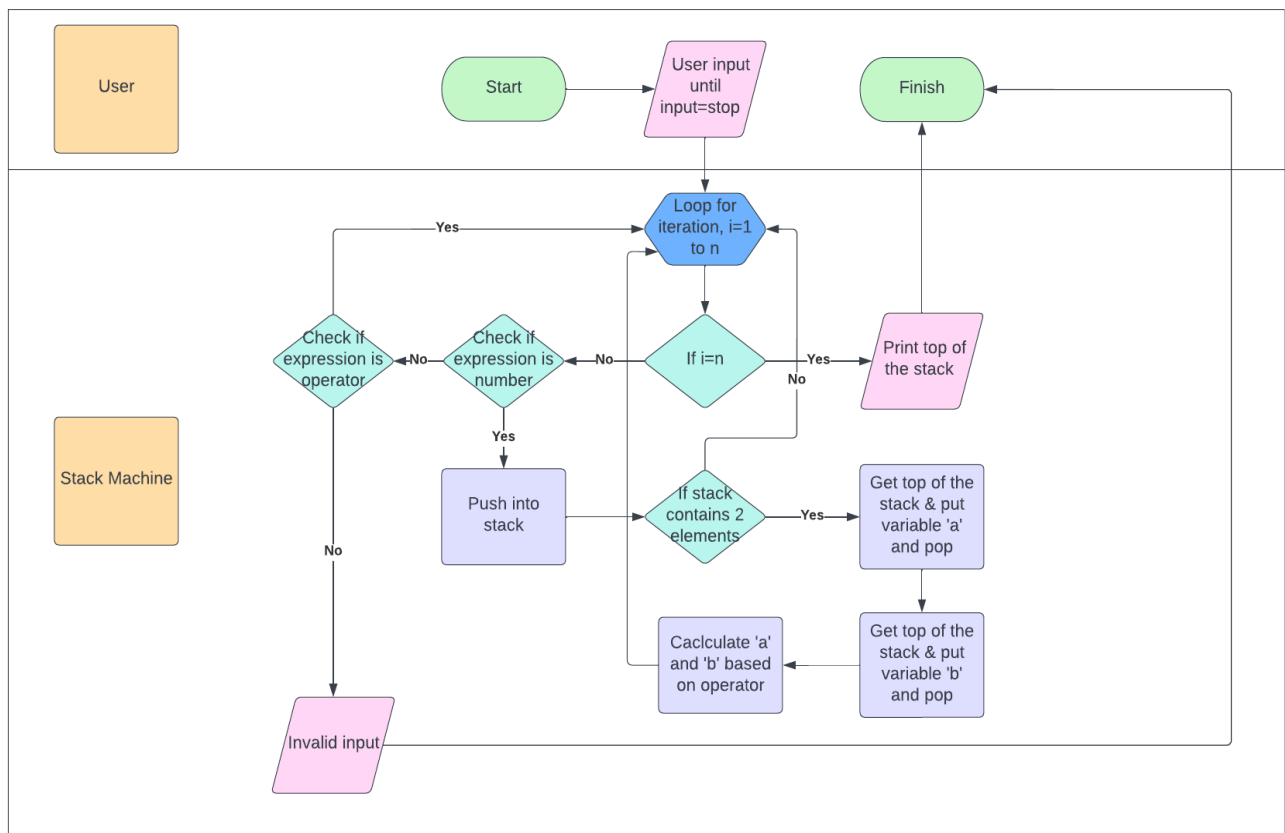 User
Start
User input
until
input=stop
Finish
Loop for
iteration, i=1
to n
Yes
Check if
expression is
operator
No
Check if
expression is
number
No
If i=n
Yes
Print top of
the stack
No
Yes
Stack Machine
Push into
stack
If stack
contains 2
elements
Yes
Get top of the
stack & put
variable 'a'
and pop
No
Caclculate 'a'
and 'b' based
on operator
Get top of the
stack & put
variable 'b'
and pop
Invalid input